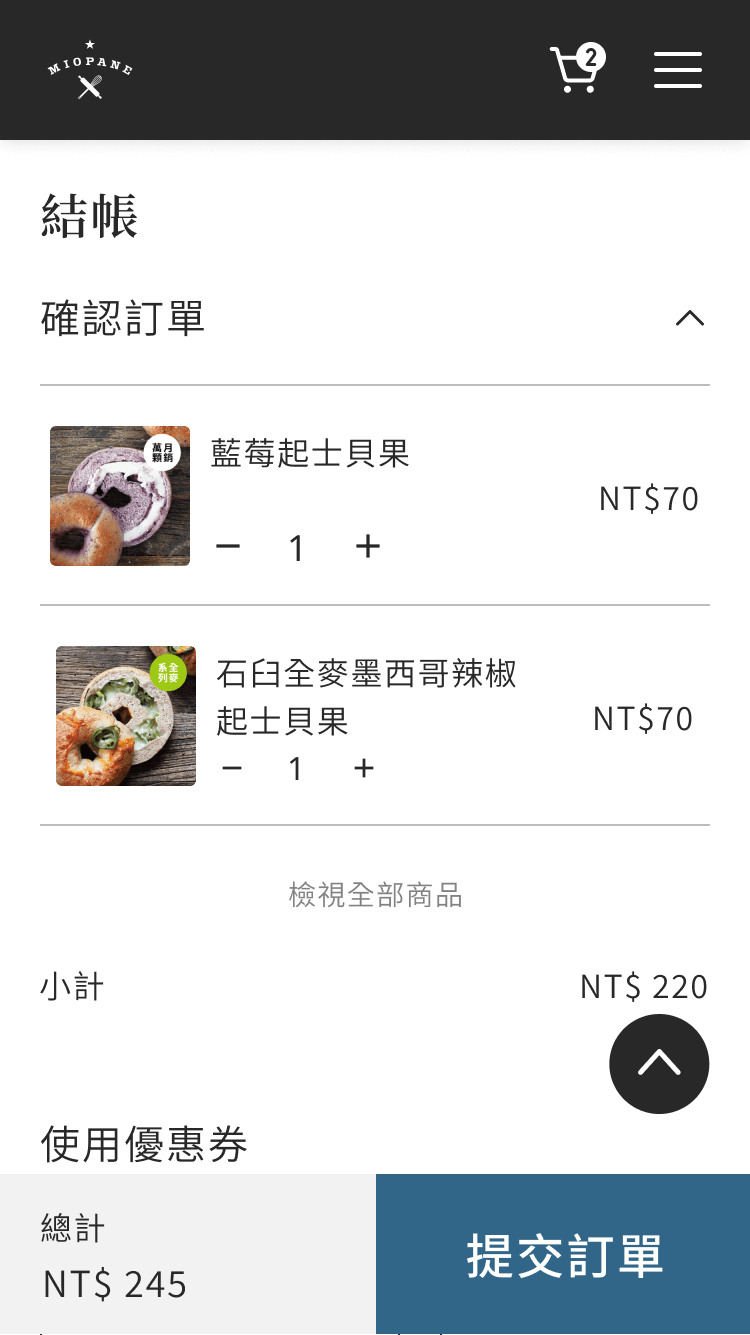 MIOPANE
2
結帳
確認訂單
萬月
顆銷
藍莓起士貝果
NT$70
1
系全
列麥
石臼全麥墨西哥辣椒
起士貝果
NT$70
1
檢視全部商品
小計
NT$ 220
使用優惠券
總計
NT$ 245
提交訂單